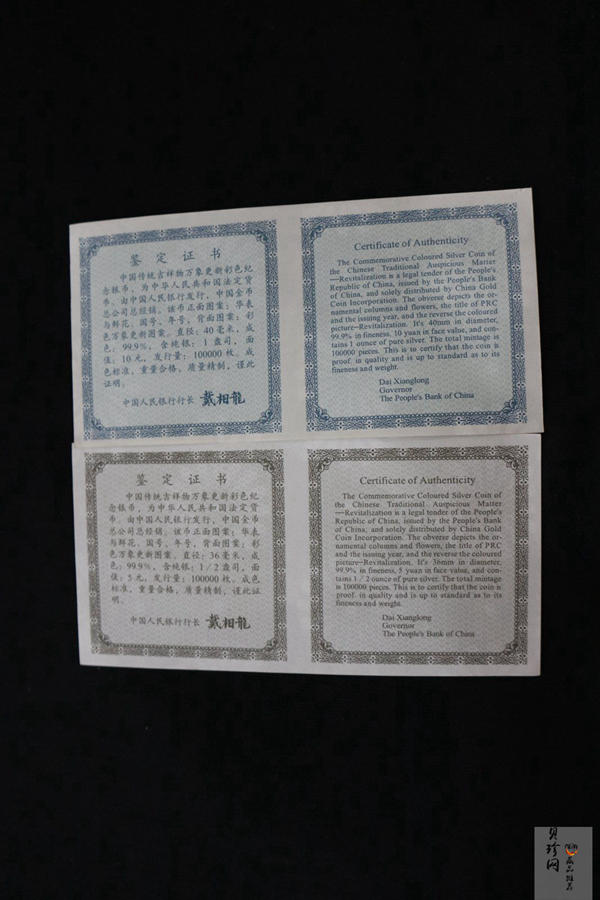 鉴定证书
中国传统吉祥物万象更新彩色纪
念银币，为中华人民共和国法定货
币。由中国人民银行发行，中国金币
总公司总经销。该币正面图案：华表
与鲜花、国号、年号，背面图案：彩
色万象更新图案。直径：40毫米，成
色：99.9%，含纯银：1盎司，面
值：10元，发行量：100000枚。成
色标准，重量合格，质量精制，谨此
证明。
中国人民银行行长 戴相龍
Certificate of Authenticity
The Commemorative Coloured Silver Coin of
the Chinese Traditional Auspicious Matter
—Revitalization is a legal tender of the People's
Republic of China, issued by the People's Bank
of China, and solely distributed by China Gold
Coin Incorporation. The obverse depicts the or-
namental columns and flowers, the title of PRC
and the issuing year, and the reverse the coloured
picture—Revitalization. It's 40mm in diameter,
99.9% in fineness, 10 yuan in face value, and con-
tains 1 ounce of pure silver. The total mintage is
100000 pieces. This is to certify that the coin is
proof in quality and is up to standard as to its
fineness and weight.
Dai Xianglong
Governor
The People's Bank of China
鉴定证书
中国传统吉祥物万象更新彩色纪
念银币，为中华人民共和国法定货
币。由中国人民银行发行，中国金币
总公司总经销。该币正面图案：华表
与鲜花、国号、年号，背面图案：彩
色万象更新图案。直径：36毫米，成
色：99.9%，含纯银：1/2盎司，面
值：5元，发行量：100000枚。成色
标准，重量合格，质量精制，谨此证
明。
中国人民银行行长 戴相龍
Certificate of Authenticity
The Commemorative Coloured Silver Coin of
the Chinese Traditional Auspicious Matter
—Revitalization is a legal tender of the People's
Republic of China, issued by the People's Bank
of China, and solely distributed by China Gold
Coin Incorporation. The obverse depicts the or-
namental columns and flowers, the title of PRC
and the issuing year, and the reverse the coloured
picture—Revitalization. It's 36mm in diameter,
99.9% in fineness, 5 yuan in face value, and con-
tains 1/2 ounce of pure silver. The total mintage
is 100000 pieces. This is to certify that the coin is
proof in quality and is up to standard as to its
fineness and weight.
Dai Xianglong
Governor
The People's Bank of China
贝珍网
藏品推荐